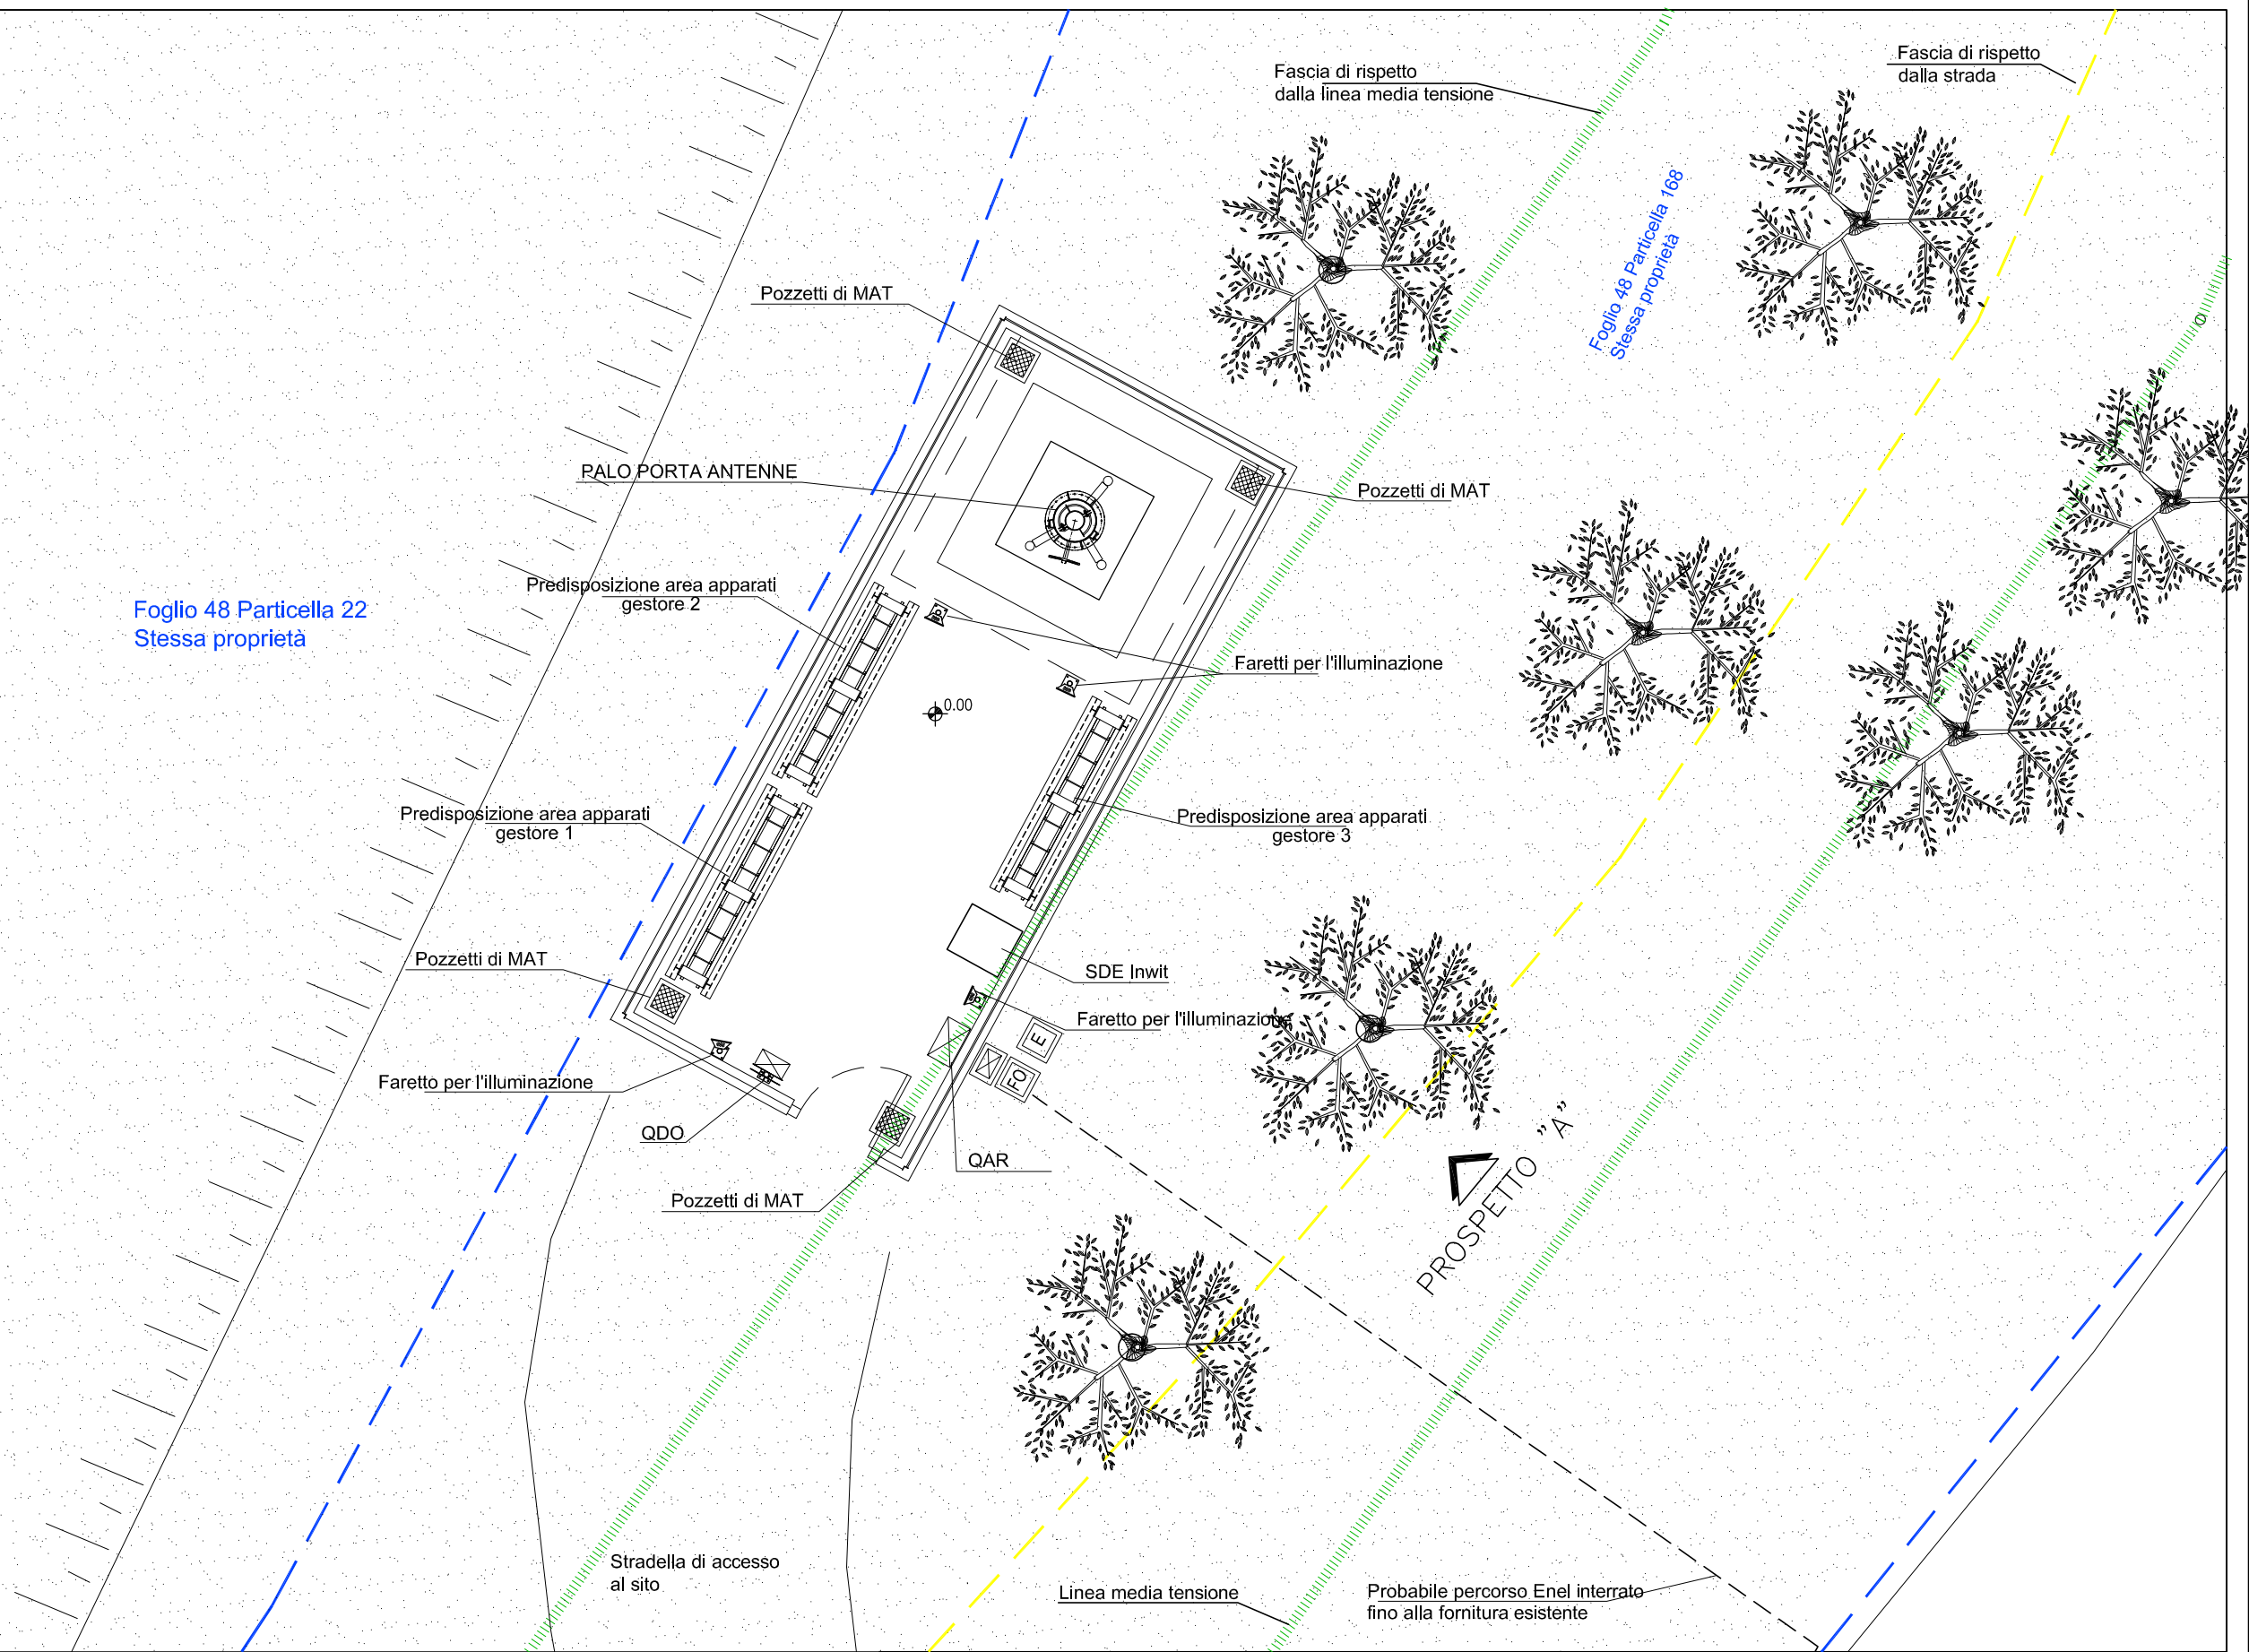 Fascia di rispetto
dalla strada
Fascia di rispetto
dalla linea media tensione
Foglio 48 Particella 168
Stessa proprietà
Pozzetti di MAT
PALO PORTA ANTENNE
Pozzetti di MAT
Predisposizione area apparati
gestore 2
Foglio 48 Particella 22
Stessa proprietà
Faretti per l'illuminazione
0.00
Predisposizione area apparati
gestore 1
Predisposizione area apparati
gestore 3
Pozzetti di MAT
SDE Inwit
Faretto per l'illuminazione
E
FO
Faretto per l'illuminazione
QDO
QAR
Pozzetti di MAT
PROSPETTO "A"
Stradella di accesso
al sito
Linea media tensione
Probabile percorso Enel interrato
fino alla fornitura esistente